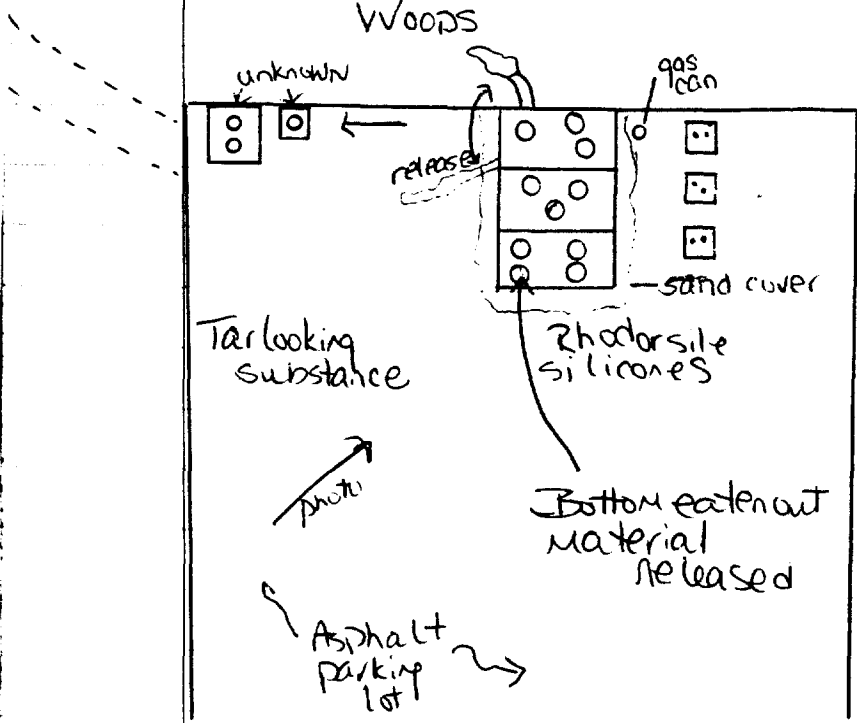 WOODS
unknown
gas
can
release
sand cover
Tar looking
substance
Rhodorsile
silicones
photo
Bottom eaten out
Material
released
Asphalt
parking
lot